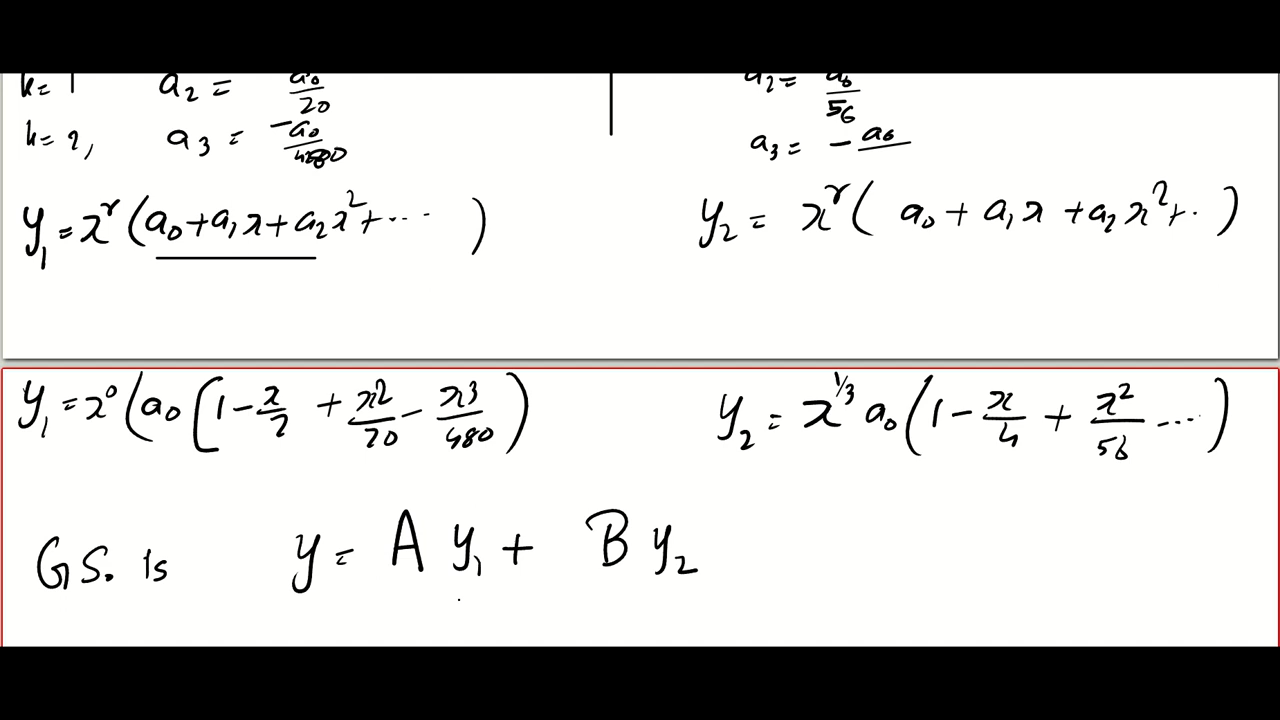 k=1 a₂ = a₀/20
a₂ = a₀/56
k=2, a₃ = -a₀/480
a₃ = -a₀/
y₁ = x^r (a₀+a₁x+a₂x²+... )
y₂ = x^r ( a₀ + a₁x + a₂x²+.. )
y₁ = x⁰ (a₀ [1 - x/2 + x²/20 - x³/480 )
y₂ = x^1/3 a₀ (1 - x/4 + x²/56 ... )
G.S. is y = A y₁ + B y₂